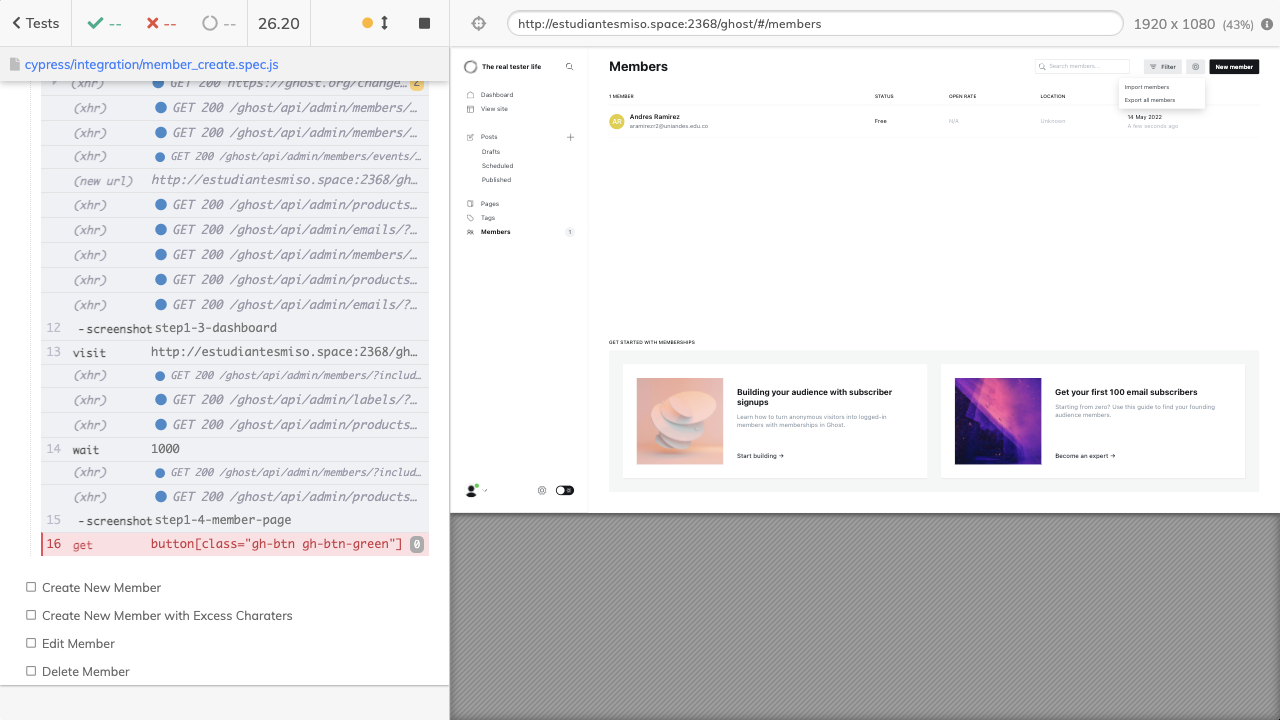 Tests
--
--
--
26.20
http://estudiantesmiso.space:2368/ghost/#/members
1920 x 1080 (43%)
cypress/integration/member_create.spec.js
(xhr) GET 200 https://ghost.org/change… 2
(xhr) GET 200 /ghost/api/admin/members/…
(xhr) GET 200 /ghost/api/admin/members/…
(xhr) GET 200 /ghost/api/admin/members/events/…
(new url) http://estudiantesmiso.space:2368/gh…
(xhr) GET 200 /ghost/api/admin/products…
(xhr) GET 200 /ghost/api/admin/emails/?…
(xhr) GET 200 /ghost/api/admin/members/…
(xhr) GET 200 /ghost/api/admin/products…
(xhr) GET 200 /ghost/api/admin/emails/?…
12 -screenshot step1-3-dashboard
13 visit http://estudiantesmiso.space:2368/gh…
(xhr) GET 200 /ghost/api/admin/members/?includ…
(xhr) GET 200 /ghost/api/admin/labels/?…
(xhr) GET 200 /ghost/api/admin/emails/?…
14 wait 1000
(xhr) GET 200 /ghost/api/admin/members/?includ…
(xhr) GET 200 /ghost/api/admin/products…
15 -screenshot step1-4-member-page
16 get button[class="gh-btn gh-btn-green"] 0
Create New Member
Create New Member with Excess Charaters
Edit Member
Delete Member
The real tester life
Dashboard
View site
Posts
Drafts
Scheduled
Published
Pages
Tags
Members 1
Members
Search members...
Filter
New member
Import members
Export all members
1 MEMBER STATUS OPEN RATE LOCATION
AR Andres Ramirez Free N/A Unknown 14 May 2022
aramirezr2@uniandes.edu.co 6 few seconds ago
GET STARTED WITH MEMBERSHIPS
Building your audience with subscriber
signups
Learn how to turn anonymous visitors into logged-in
members with memberships in Ghost.
Start building →
Get your first 100 email subscribers
Starting from zero? Use this guide to find your founding
audience members.
Become an expert →